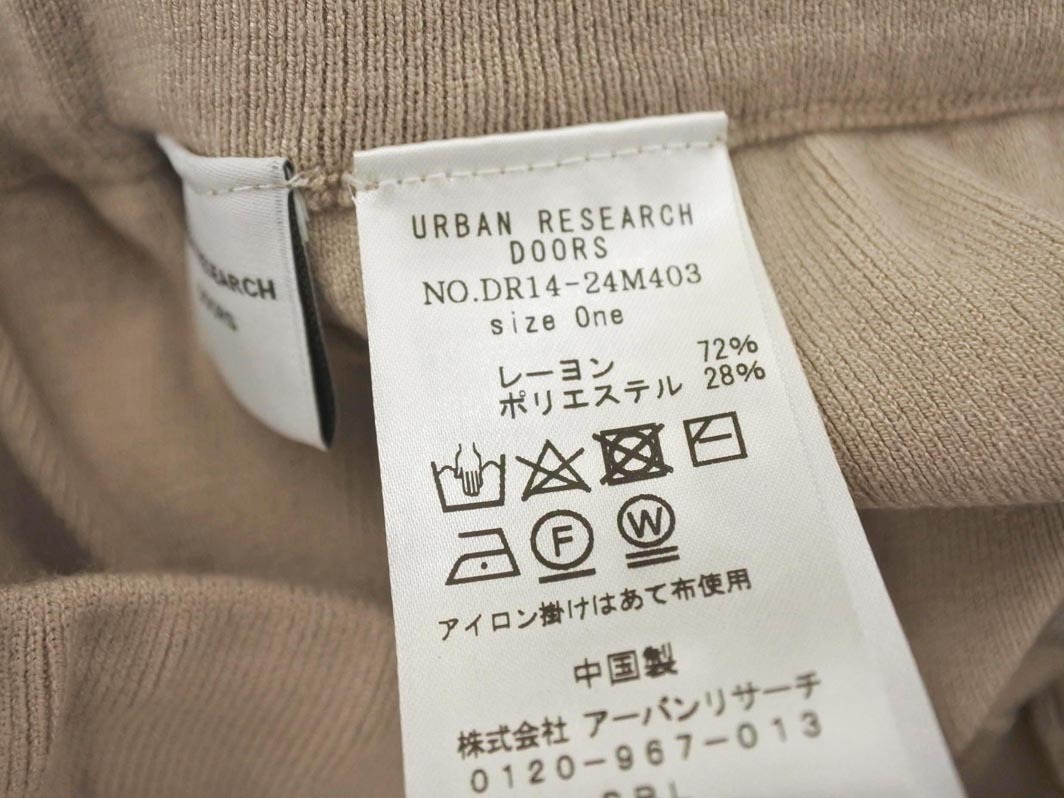 RESEARCH
DOORS
URBAN RESEARCH
DOORS
NO.DR14-24M403
size One
レーヨン 72%
ポリエステル 28%
F
W
アイロン掛けはあて布使用
中国製
株式会社 アーバンリサーチ
0120-967-013